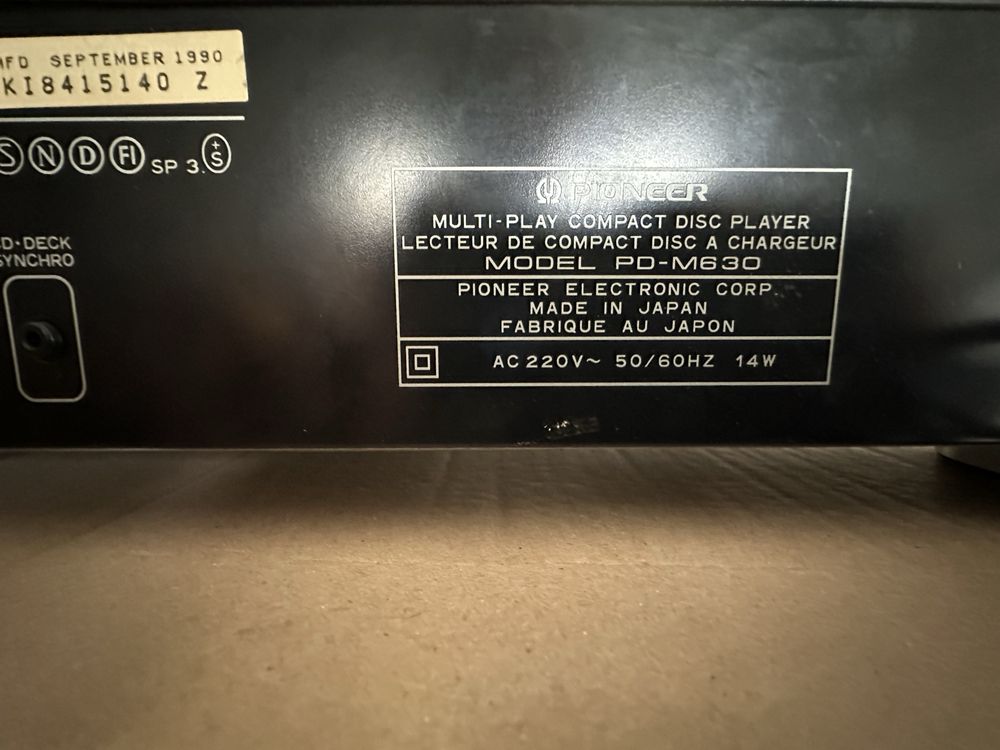 MFD SEPTEMBER 1990
KI8415140 Z
S N D FI SP 3. +S
CD·DECK
SYNCHRO
PIONEER
MULTI-PLAY COMPACT DISC PLAYER
LECTEUR DE COMPACT DISC A CHARGEUR
MODEL PD-M630
PIONEER ELECTRONIC CORP.
MADE IN JAPAN
FABRIQUE AU JAPON
AC 220V~ 50/60HZ 14W